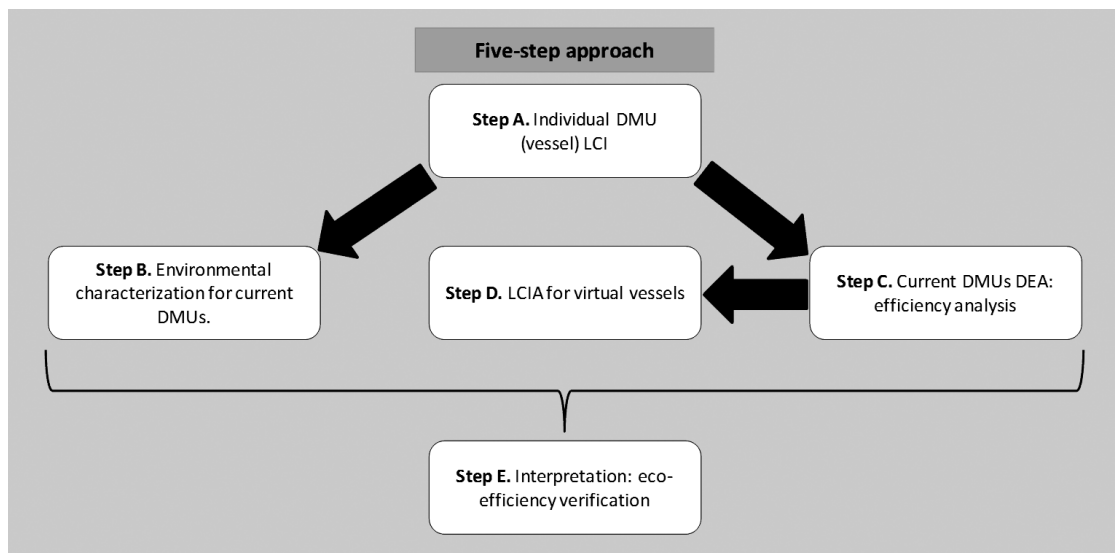 Five-step approach
Step A. Individual DMU
(vessel) LCI
Step B. Environmental
characterization for current
DMUs.
Step D. LCIA for virtual vessels
Step C. Current DMUs DEA:
efficiency analysis
Step E. Interpretation: eco-
efficiency verification